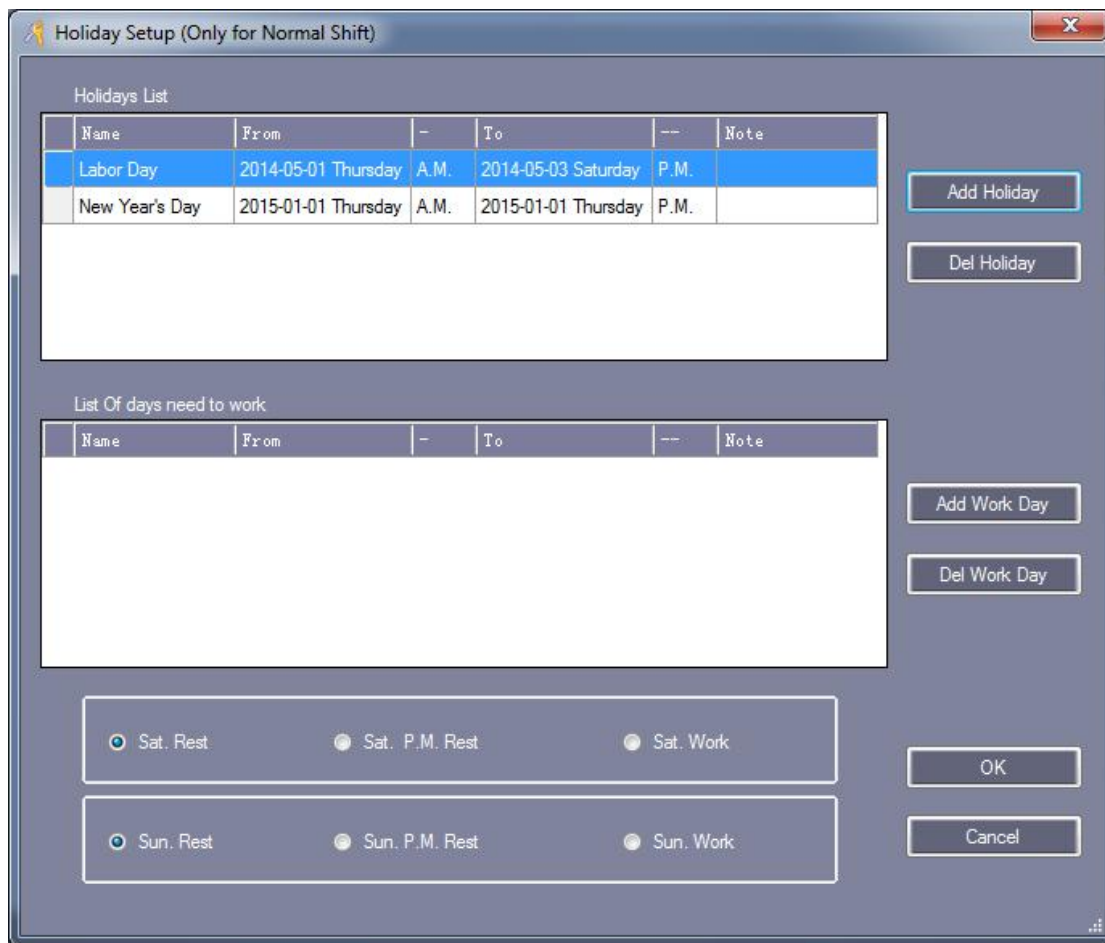 Holiday Setup (Only for Normal Shift)
Holidays List
Name From - To -- Note
Labor Day 2014-05-01 Thursday A.M. 2014-05-03 Saturday P.M.
New Year's Day 2015-01-01 Thursday A.M. 2015-01-01 Thursday P.M.
Add Holiday
Del Holiday
List Of days need to work
Name From - To -- Note
Add Work Day
Del Work Day
Sat. Rest Sat. P.M. Rest Sat. Work
Sun. Rest Sun. P.M. Rest Sun. Work
OK
Cancel